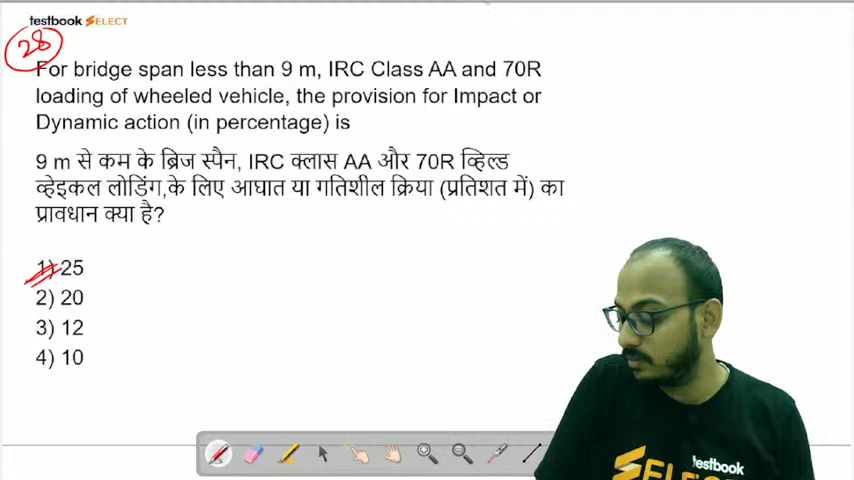 testbook SELECT
28
For bridge span less than 9 m, IRC Class AA and 70R
loading of wheeled vehicle, the provision for Impact or
Dynamic action (in percentage) is
9 m से कम के ब्रिज स्पैन, IRC क्लास AA और 70R व्हिल्ड
व्हेइकल लोडिंग,के लिए आघात या गतिशील क्रिया (प्रतिशत में) का
प्रावधान क्या है?
1) 25
2) 20
3) 12
4) 10
testbook
SELECT